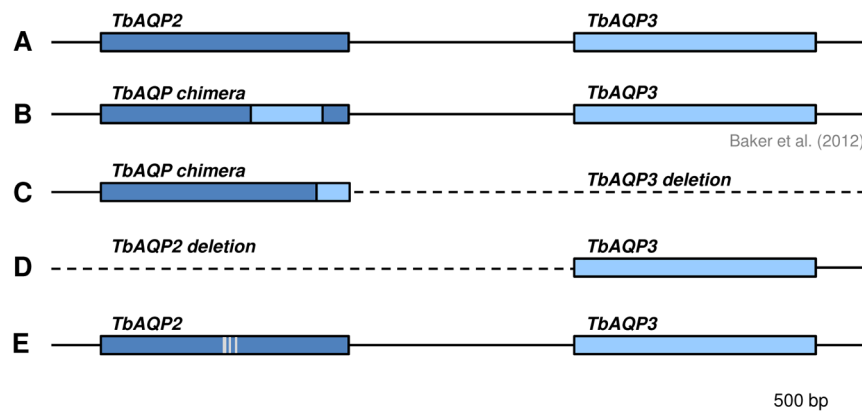 TbAQP2 TbAQP3
A
TbAQP chimera TbAQP3
B
Baker et al. (2012)
TbAQP chimera TbAQP3 deletion
C
TbAQP2 deletion TbAQP3
D
TbAQP2 TbAQP3
E
500 bp